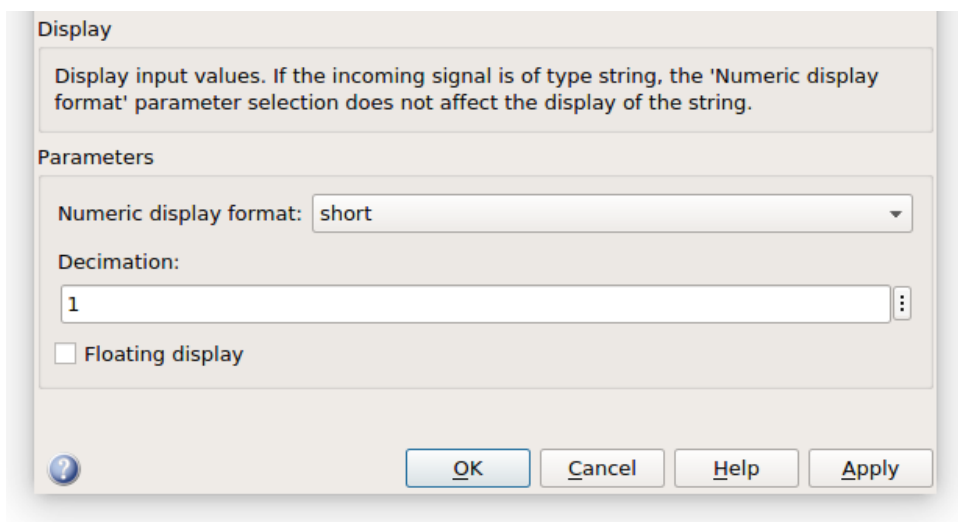 Display
Display input values. If the incoming signal is of type string, the 'Numeric display
format' parameter selection does not affect the display of the string.
Parameters
Numeric display format: short
Decimation:
1
Floating display
? OK Cancel Help Apply